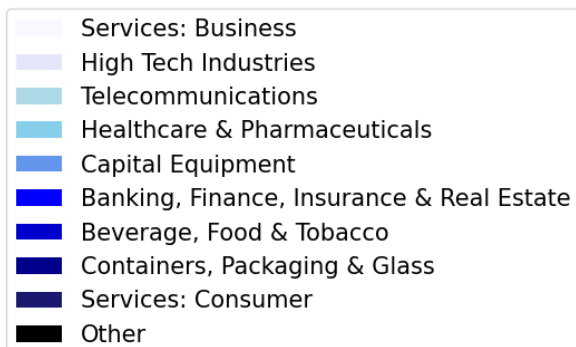 Services: Business
High Tech Industries
Telecommunications
Healthcare & Pharmaceuticals
Capital Equipment
Banking, Finance, Insurance & Real Estate
Beverage, Food & Tobacco
Containers, Packaging & Glass
Services: Consumer
Other